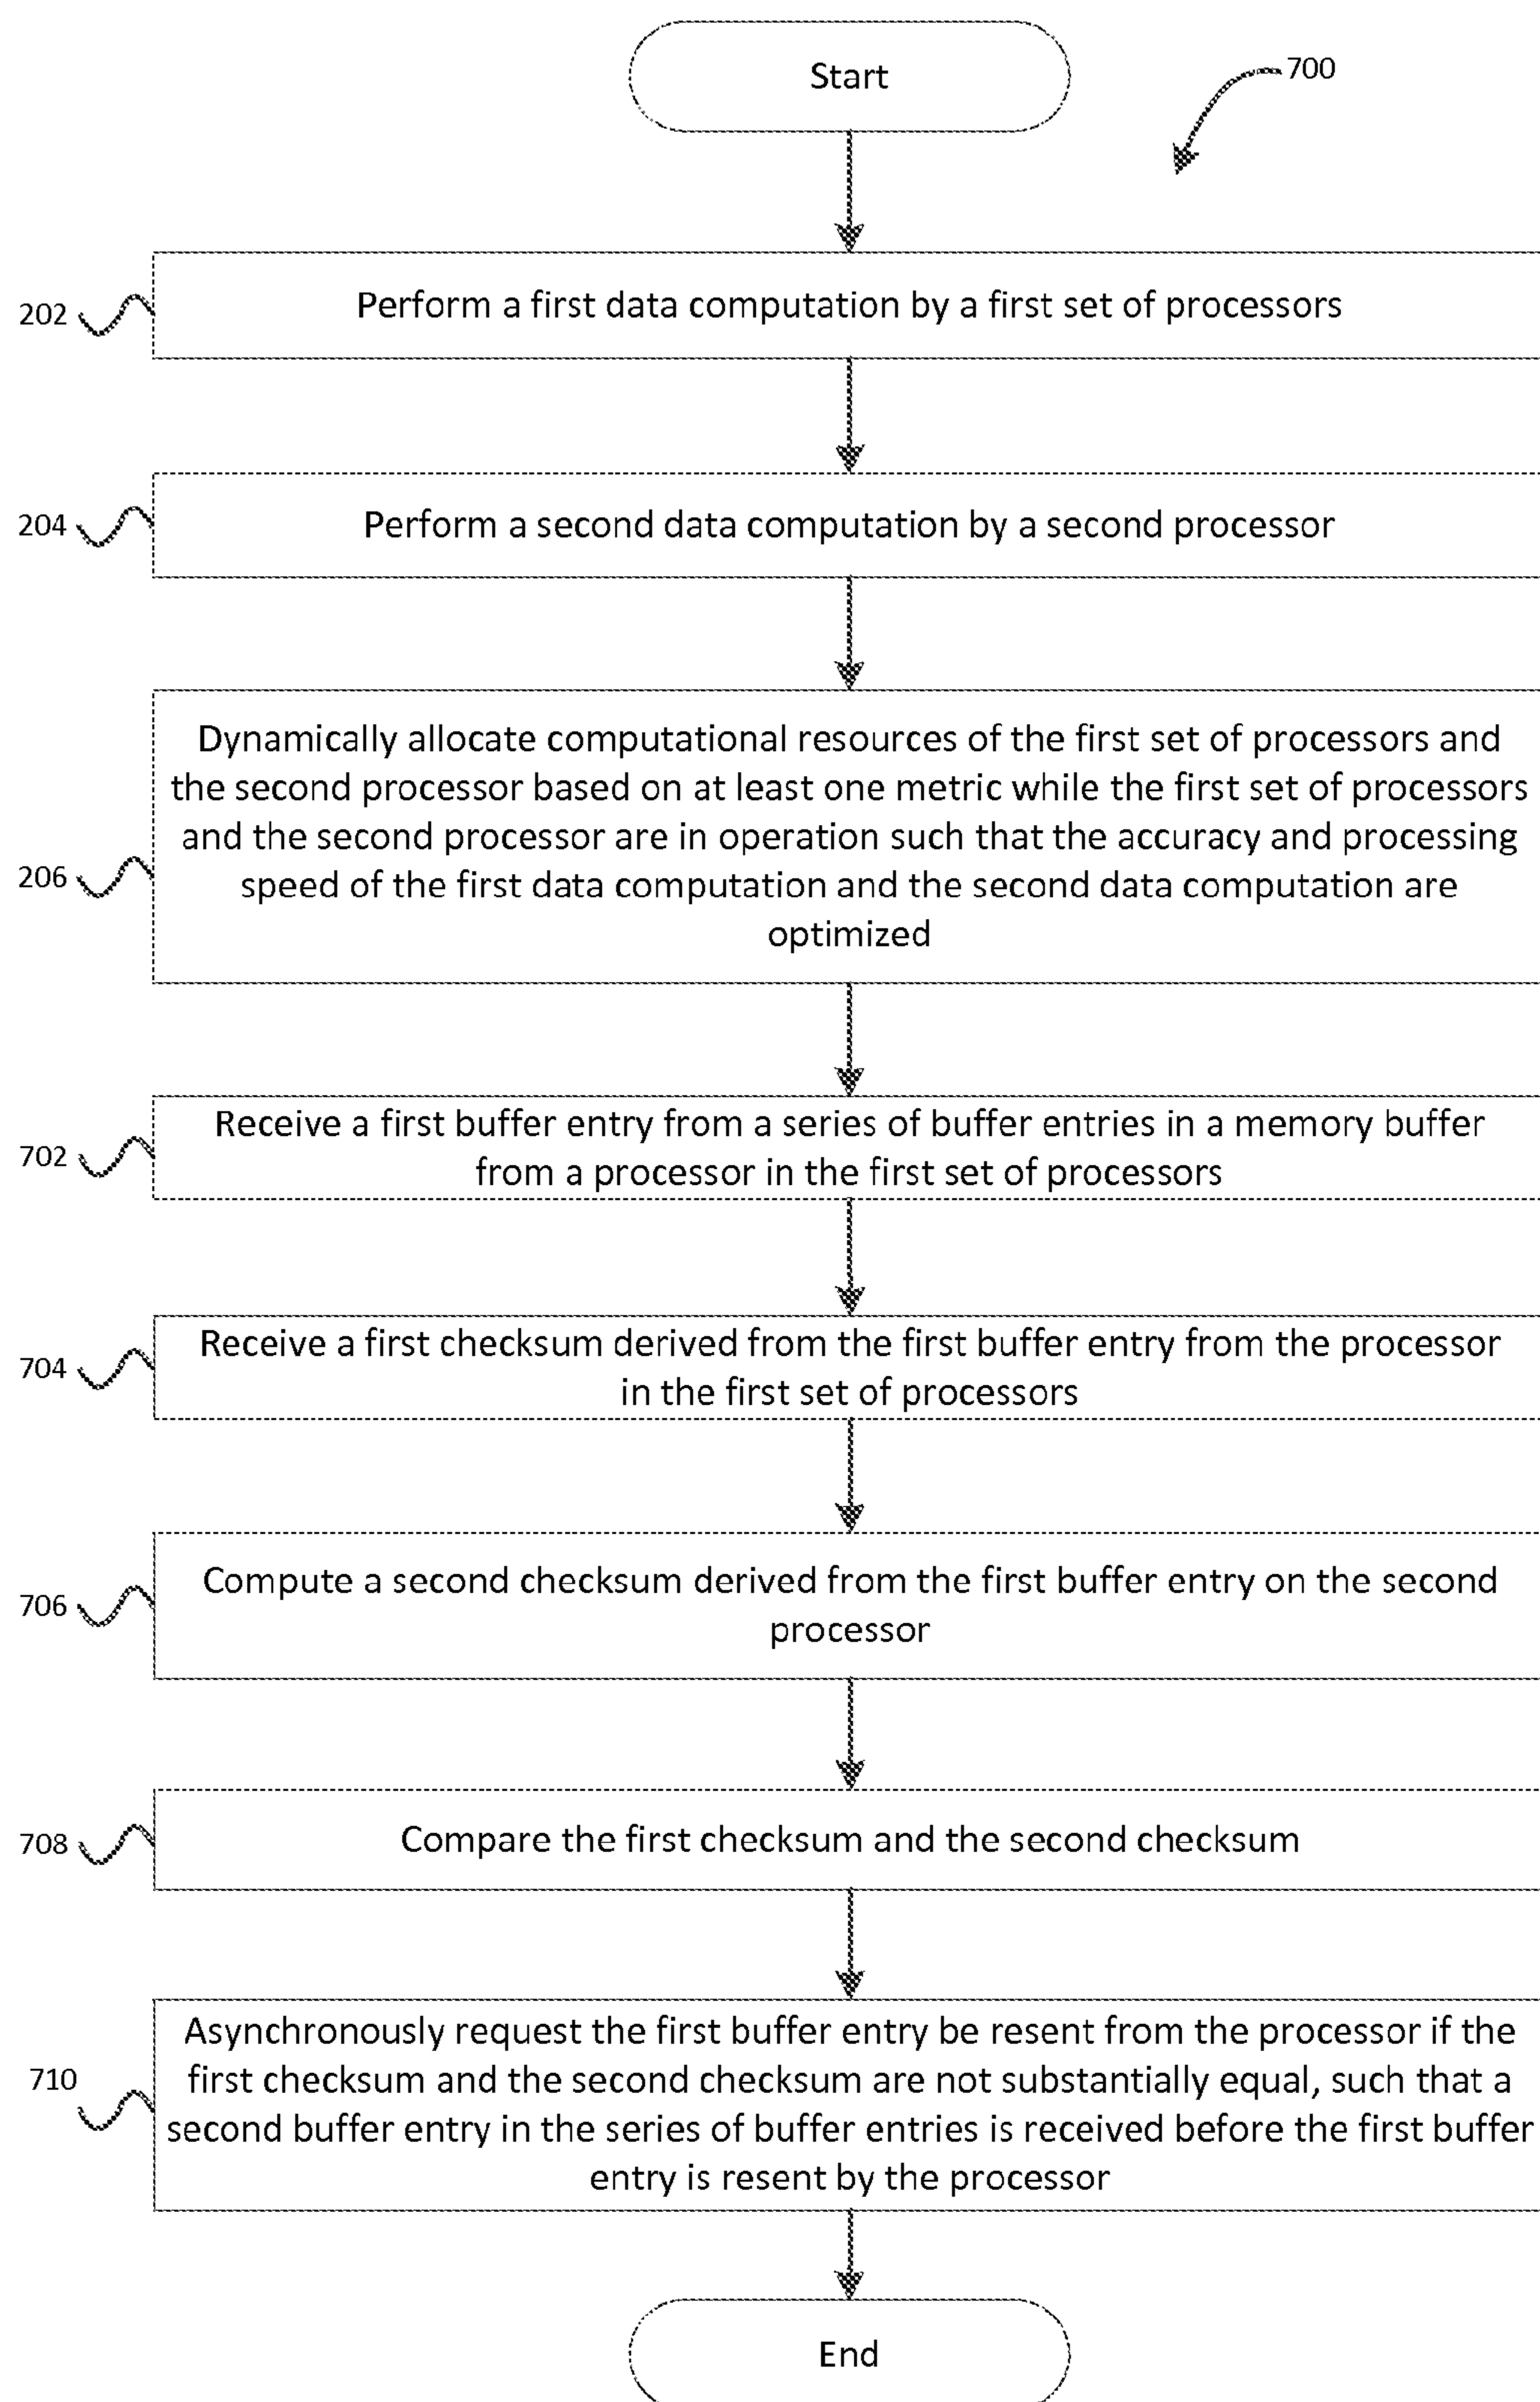 Start
700
202
Perform a first data computation by a first set of processors
204
Perform a second data computation by a second processor
206
Dynamically allocate computational resources of the first set of processors and
the second processor based on at least one metric while the first set of processors
and the second processor are in operation such that the accuracy and processing
speed of the first data computation and the second data computation are
optimized
702
Receive a first buffer entry from a series of buffer entries in a memory buffer
from a processor in the first set of processors
704
Receive a first checksum derived from the first buffer entry from the processor
in the first set of processors
706
Compute a second checksum derived from the first buffer entry on the second
processor
708
Compare the first checksum and the second checksum
710
Asynchronously request the first buffer entry be resent from the processor if the
first checksum and the second checksum are not substantially equal, such that a
second buffer entry in the series of buffer entries is received before the first buffer
entry is resent by the processor
End